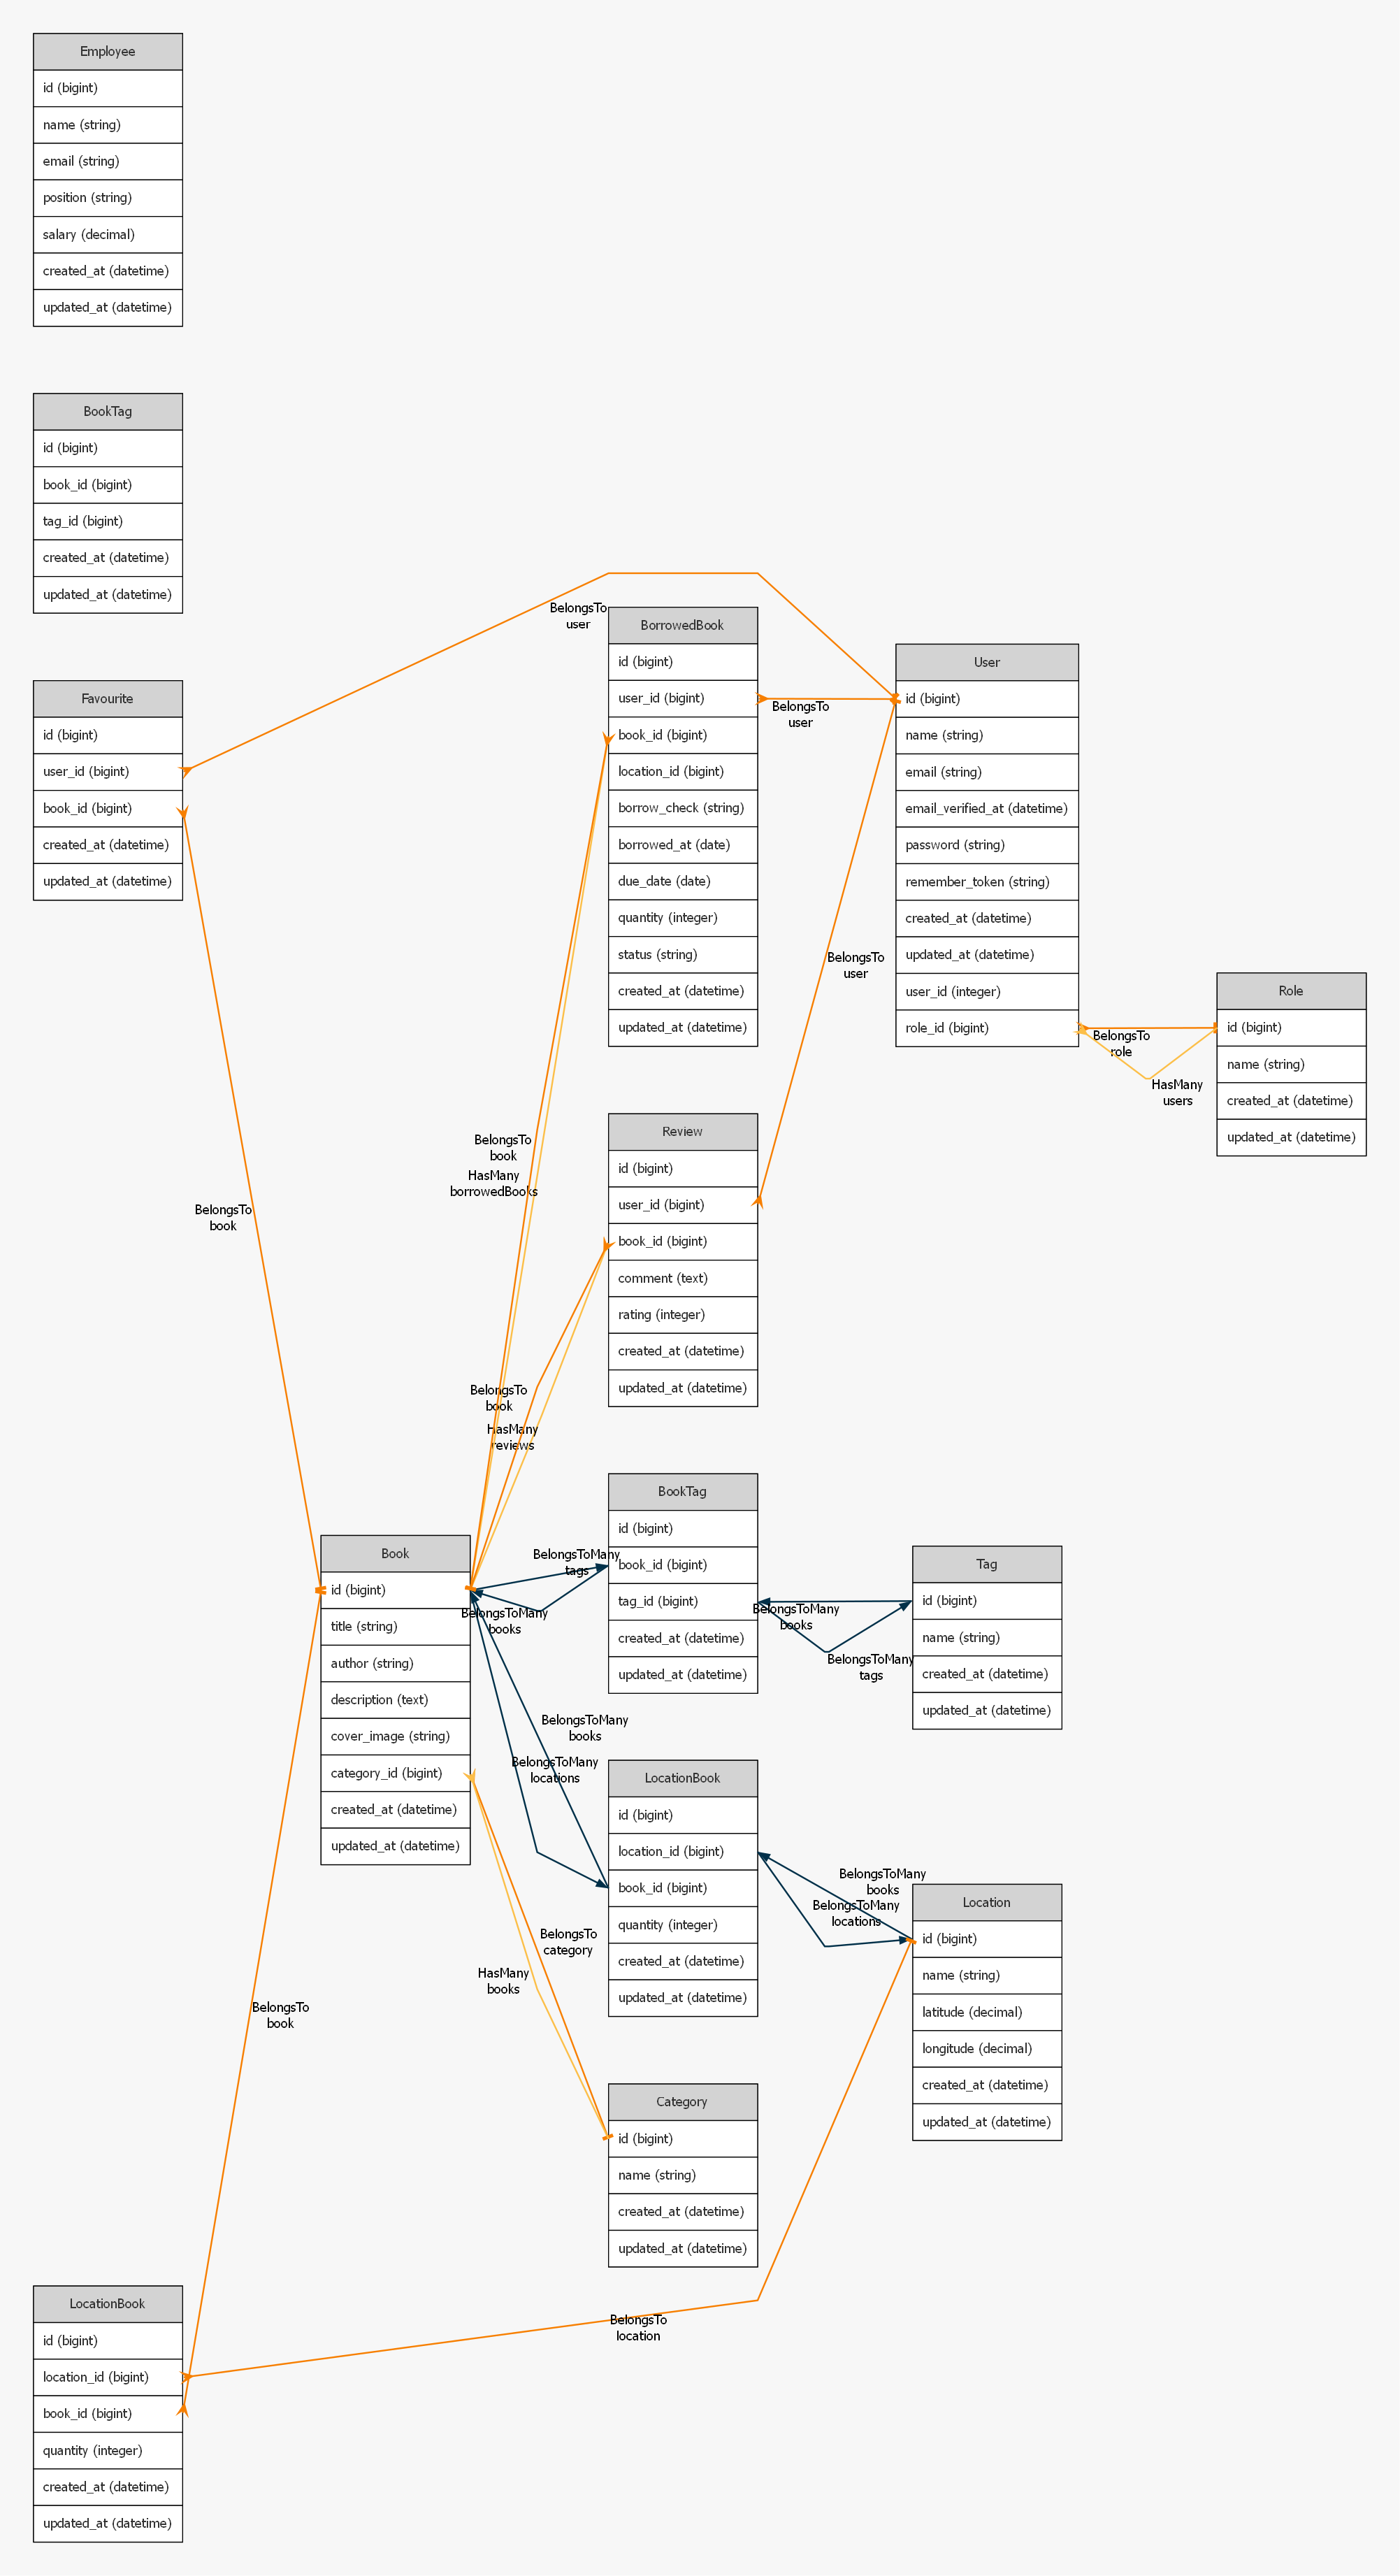 Employee
id (bigint)
name (string)
email (string)
position (string)
salary (decimal)
created_at (datetime)
updated_at (datetime)
BookTag
id (bigint)
book_id (bigint)
tag_id (bigint)
created_at (datetime)
updated_at (datetime)
Favourite
id (bigint)
user_id (bigint)
book_id (bigint)
created_at (datetime)
updated_at (datetime)
BelongsTo
user
BelongsTo
book
BorrowedBook
id (bigint)
user_id (bigint)
book_id (bigint)
location_id (bigint)
borrow_check (string)
borrowed_at (date)
due_date (date)
quantity (integer)
status (string)
created_at (datetime)
updated_at (datetime)
BelongsTo
user
User
id (bigint)
name (string)
email (string)
email_verified_at (datetime)
password (string)
remember_token (string)
created_at (datetime)
updated_at (datetime)
user_id (integer)
role_id (bigint)
BelongsTo
user
BelongsTo
role
HasMany
users
Role
id (bigint)
name (string)
created_at (datetime)
updated_at (datetime)
BelongsTo
book
HasMany
borrowedBooks
Review
id (bigint)
user_id (bigint)
book_id (bigint)
comment (text)
rating (integer)
created_at (datetime)
updated_at (datetime)
BelongsTo
book
HasMany
reviews
Book
id (bigint)
title (string)
author (string)
description (text)
cover_image (string)
category_id (bigint)
created_at (datetime)
updated_at (datetime)
BelongsToMany
tags
BelongsToMany
books
BookTag
id (bigint)
book_id (bigint)
tag_id (bigint)
created_at (datetime)
updated_at (datetime)
BelongsToMany
books
BelongsToMany
tags
Tag
id (bigint)
name (string)
created_at (datetime)
updated_at (datetime)
BelongsToMany
books
BelongsToMany
locations
LocationBook
id (bigint)
location_id (bigint)
book_id (bigint)
quantity (integer)
created_at (datetime)
updated_at (datetime)
BelongsToMany
books
BelongsToMany
locations
Location
id (bigint)
name (string)
latitude (decimal)
longitude (decimal)
created_at (datetime)
updated_at (datetime)
BelongsTo
category
HasMany
books
Category
id (bigint)
name (string)
created_at (datetime)
updated_at (datetime)
BelongsTo
book
BelongsTo
location
LocationBook
id (bigint)
location_id (bigint)
book_id (bigint)
quantity (integer)
created_at (datetime)
updated_at (datetime)